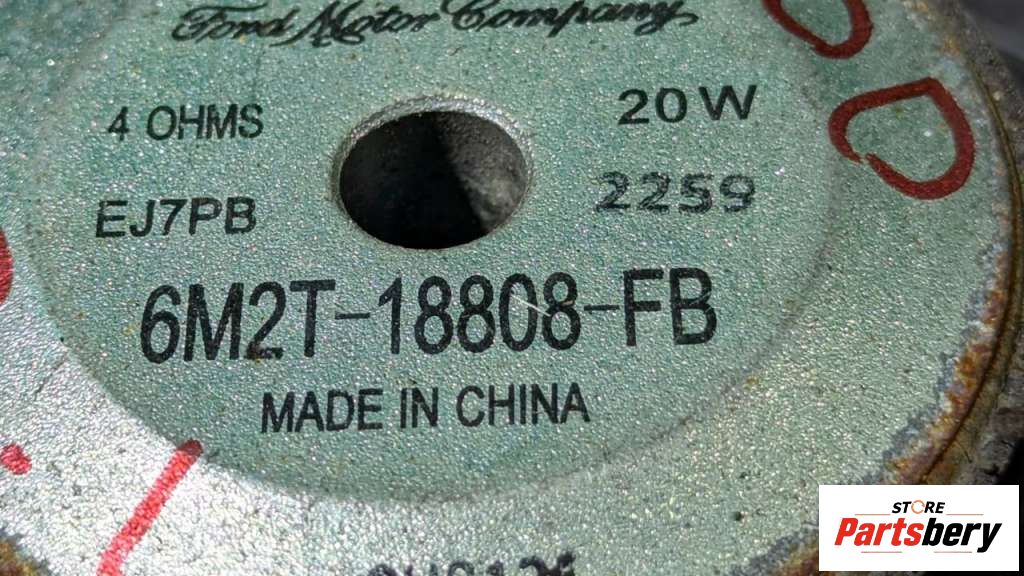 Ford Motor Company
4 OHMS 20 W
EJ7PB 2259
6M2T-18808-FB
MADE IN CHINA
STORE
Partsbery